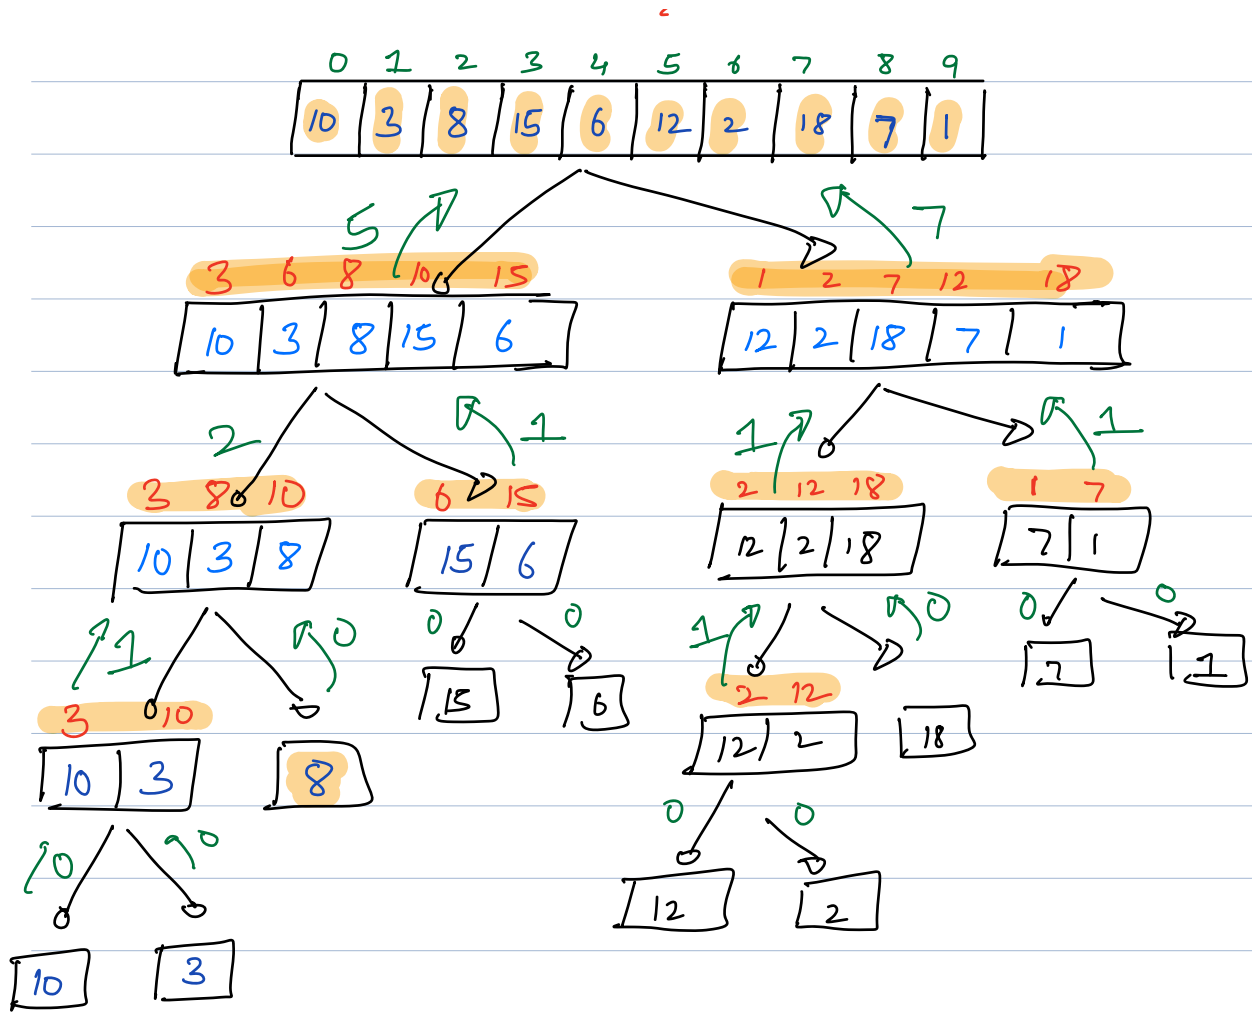 0 1 2 3 4 5 6 7 8 9
10 3 8 15 6 12 2 18 7 1
5 7
3 6 8 10 15 1 2 7 12 18
10 3 8 15 6 12 2 18 7 1
2 1 1 1
3 8 10 6 15 2 12 18 1 7
10 3 8 15 6 12 2 18 7 1
1 0 0 0 1 0 0 0
3 10 15 6 2 12 7 1
10 3 8 12 2 18
0 0 0 0
10 3 12 2